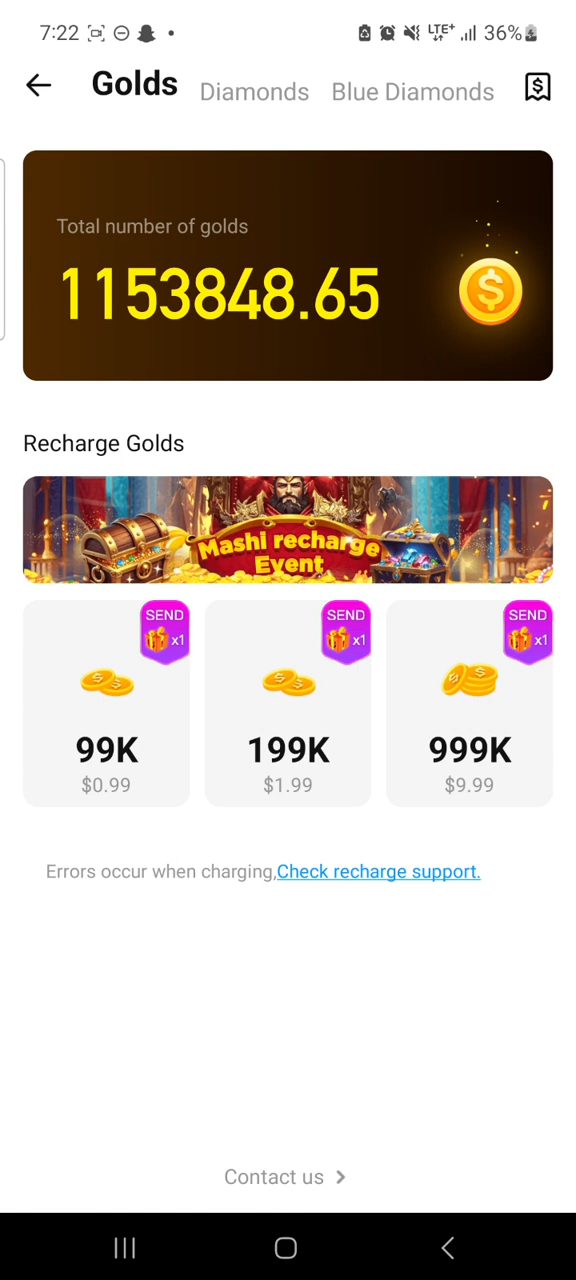 7:22 LTE+ 36%
Golds Diamonds Blue Diamonds
Total number of golds
1153848.65
Recharge Golds
Mashi recharge
Event
SEND SEND SEND
x1 x1 x1
99K 199K 999K
$0.99 $1.99 $9.99
Errors occur when charging,Check recharge support.
Contact us